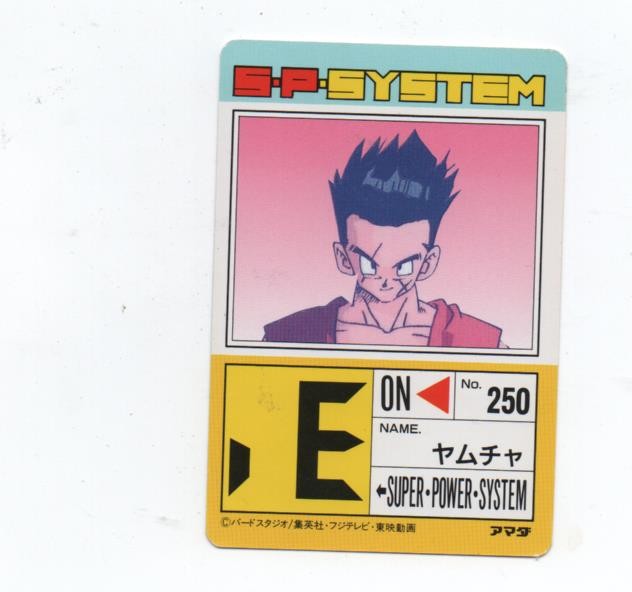 S・P・SYSTEM
E
ON No. 250
NAME.
ヤムチャ
←SUPER・POWER・SYSTEM
©バードスタジオ/集英社・フジテレビ・東映動画
アマダ